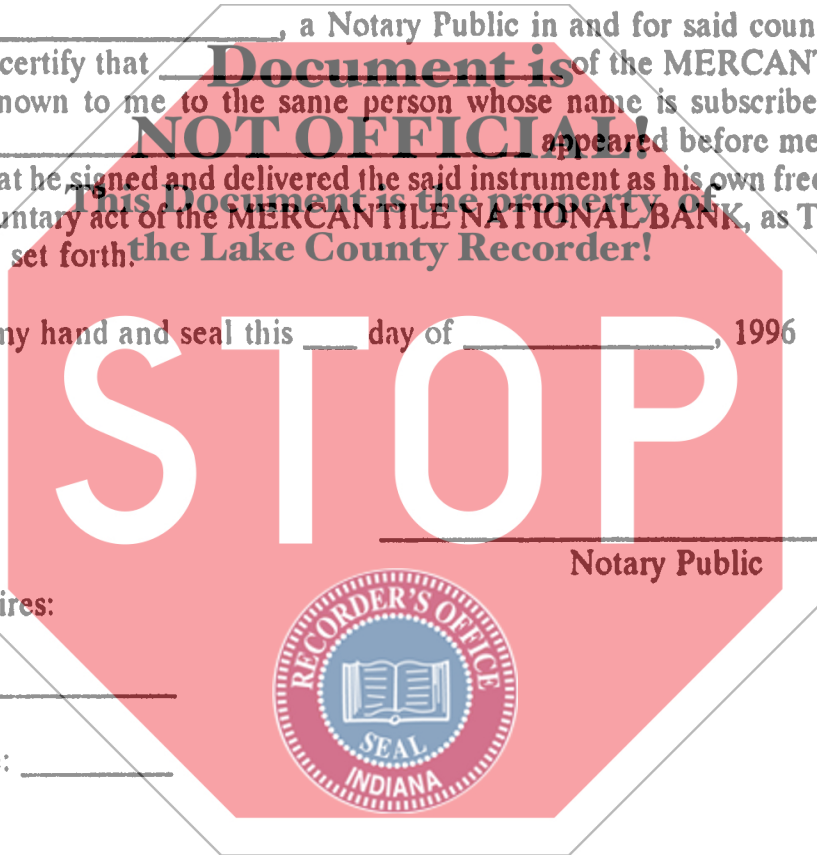 , a Notary Public in and for said coun
certify that of the MERCANT
nown to me to the same person whose name is subscribe
appeared before me
at he signed and delivered the said instrument as his own free
untary act of the MERCANTILE NATIONAL BANK, as T
set forth.
Document is
NOT OFFICIAL!
This Document is the property of
the Lake County Recorder!
ny hand and seal this ____ day of ____________, 1996
STOP
Notary Public
ires:
RECORDER'S OFFICE
SEAL
INDIANA